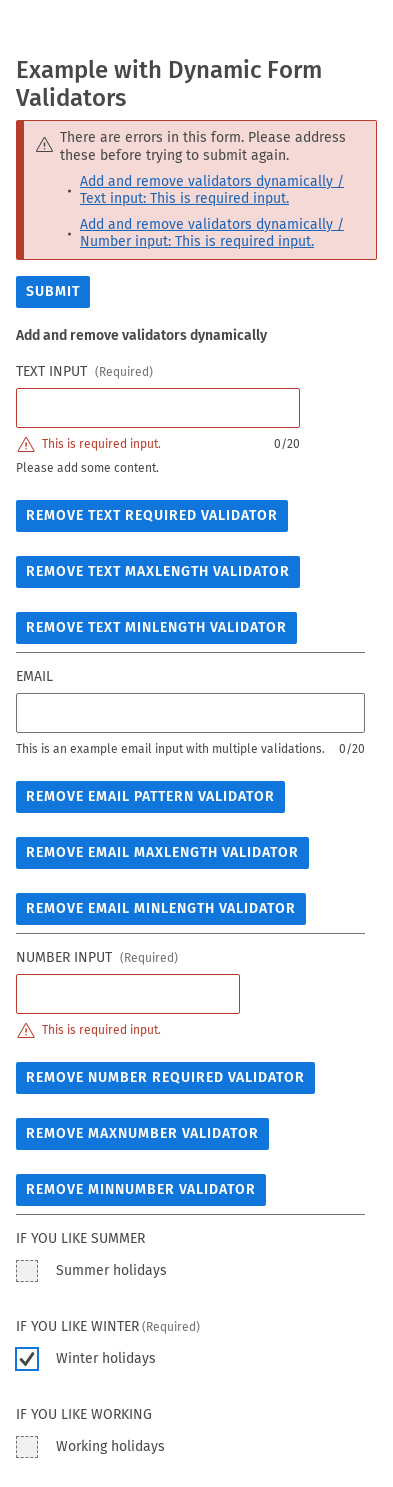 Example with Dynamic Form
Validators
There are errors in this form. Please address
these before trying to submit again.
Add and remove validators dynamically /
Text input: This is required input.
Add and remove validators dynamically /
Number input: This is required input.
SUBMIT
Add and remove validators dynamically
TEXT INPUT (Required)
This is required input. 0/20
Please add some content.
REMOVE TEXT REQUIRED VALIDATOR
REMOVE TEXT MAXLENGTH VALIDATOR
REMOVE TEXT MINLENGTH VALIDATOR
EMAIL
This is an example email input with multiple validations. 0/20
REMOVE EMAIL PATTERN VALIDATOR
REMOVE EMAIL MAXLENGTH VALIDATOR
REMOVE EMAIL MINLENGTH VALIDATOR
NUMBER INPUT (Required)
This is required input.
REMOVE NUMBER REQUIRED VALIDATOR
REMOVE MAXNUMBER VALIDATOR
REMOVE MINNUMBER VALIDATOR
IF YOU LIKE SUMMER
Summer holidays
IF YOU LIKE WINTER (Required)
Winter holidays
IF YOU LIKE WORKING
Working holidays